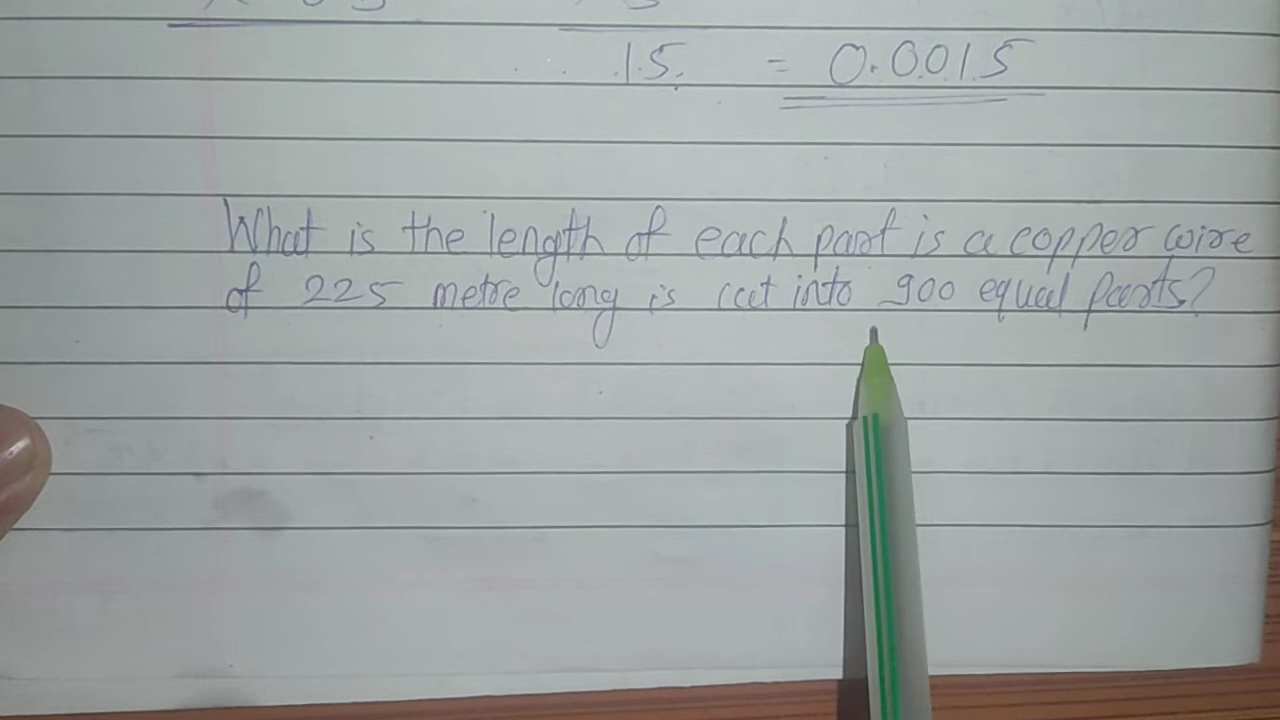 15. = 0.0015
What is the length of each part is a copper wire
of 225 metre long is cut into 900 equal parts?